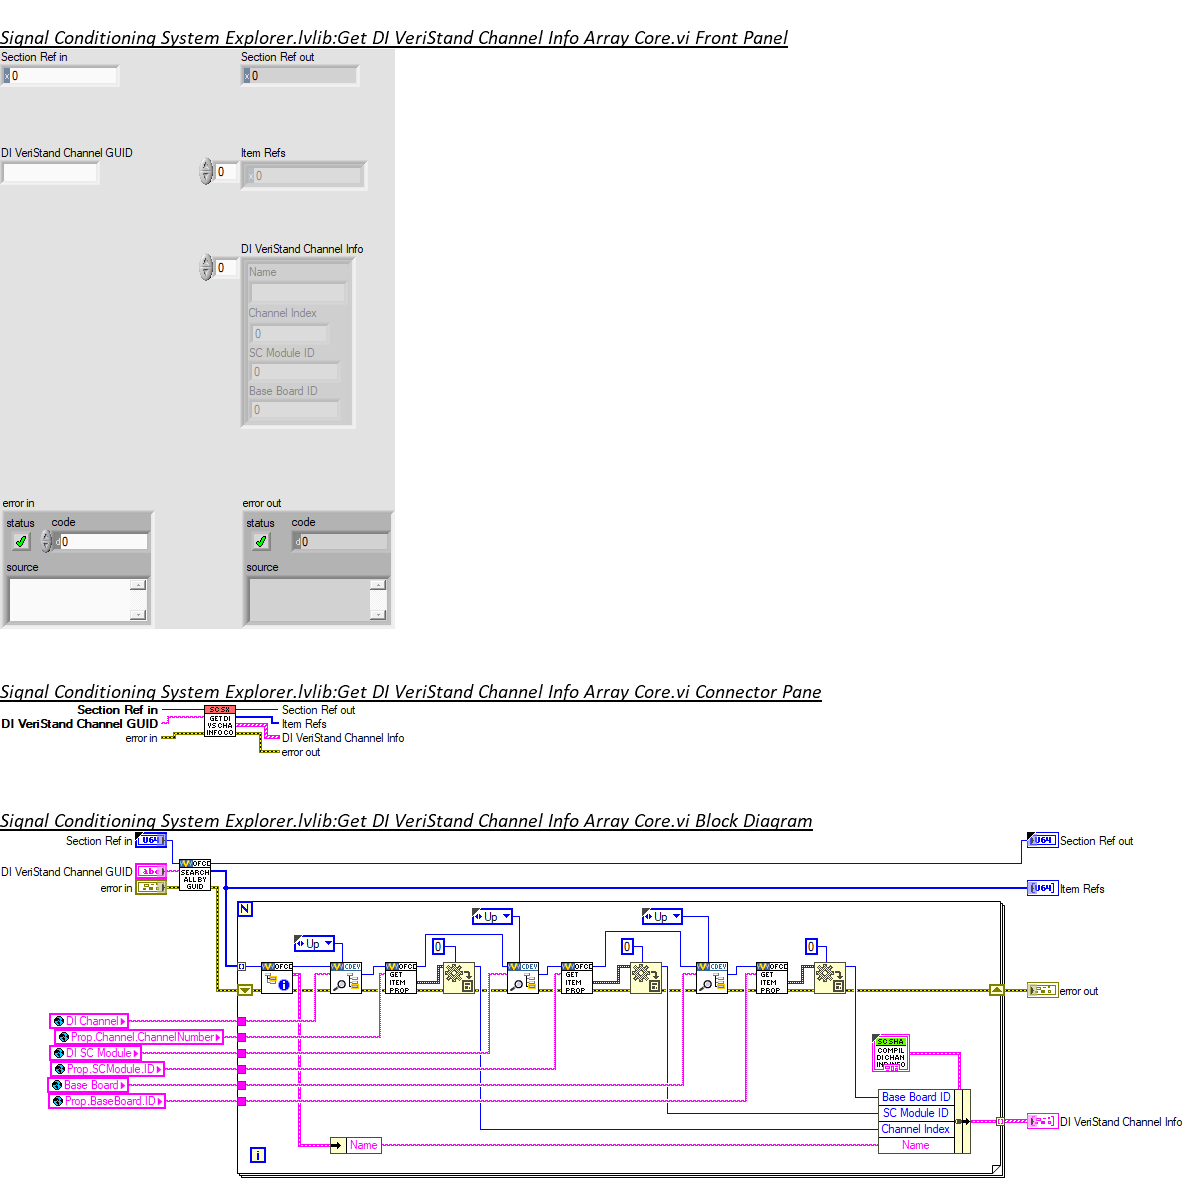 Signal Conditioning System Explorer.lvlib:Get DI VeriStand Channel Info Array Core.vi Front Panel
Section Ref in
Section Ref out
x 0
x 0
DI VeriStand Channel GUID
Item Refs
0
x 0
DI VeriStand Channel Info
0
Name
Channel Index
0
SC Module ID
0
Base Board ID
0
error in
error out
status code
status code
d 0
d 0
source
source
Signal Conditioning System Explorer.lvlib:Get DI VeriStand Channel Info Array Core.vi Connector Pane
Section Ref in
SCSX
Section Ref out
DI VeriStand Channel GUID
GET DI
VS CHA
INFO CO
Item Refs
error in
DI VeriStand Channel Info
error out
Signal Conditioning System Explorer.lvlib:Get DI VeriStand Channel Info Array Core.vi Block Diagram
Section Ref in
U64
U64
Section Ref out
DI VeriStand Channel GUID
abc
OFCD
SEARCH
ALL BY
GUID
error in
[U64]
Item Refs
N
Up
Up
Up
0
0
0
OFCD
CDEV
OFCD
GET
ITEM
PROP
CDEV
OFCD
GET
ITEM
PROP
CDEV
OFCD
GET
ITEM
PROP
error out
DI Channel
Prop.Channel.ChannelNumber
DI SC Module
Prop.SCModule.ID
Base Board
Prop.BaseBoard.ID
SC SHA
COMPIL
DI CHAN
Base Board ID
SC Module ID
Channel Index
Name
DI VeriStand Channel Info
Name
i